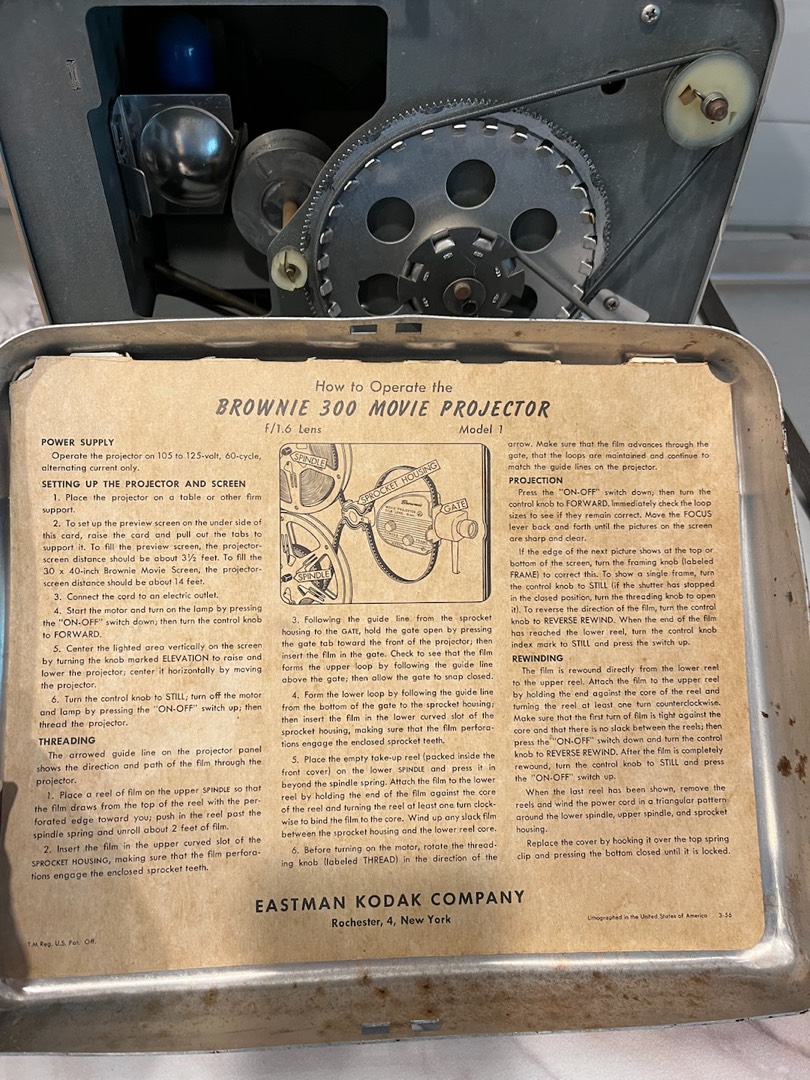 How to Operate the
BROWNIE 300 MOVIE PROJECTOR
F/1.6 Lens Model 1
POWER SUPPLY
Operate the projector on 105 to 125-volt, 60-cycle,
alternating current only.
SETTING UP THE PROJECTOR AND SCREEN
1. Place the projector on a table or other firm
support.
2. To set up the preview screen on the under side of
this card, raise the card and pull out the tabs to
support it. To fill the preview screen, the projector-
screen distance should be about 3½ feet. To fill the
30 x 40-inch Brownie Movie Screen, the projector-
screen distance should be about 14 feet.
3. Connect the cord to an electric outlet.
4. Start the motor and turn on the lamp by pressing
the "ON-OFF" switch down; then turn the control knob
to FORWARD.
5. Center the lighted area vertically on the screen
by turning the knob marked ELEVATION to raise and
lower the projector; center it horizontally by moving
the projector.
6. Turn the control knob to STILL; turn off the motor
and lamp by pressing the "ON-OFF" switch up; then
thread the projector.
THREADING
The arrowed guide line on the projector panel
shows the direction and path of the film through the
projector.
1. Place a reel of film on the upper SPINDLE so that
the film draws from the top of the reel with the per-
forated edge toward you; push in the reel past the
spindle spring and unroll about 2 feet of film.
2. Insert the film in the upper curved slot of the
SPROCKET HOUSING, making sure that the film perfora-
tions engage the enclosed sprocket teeth.
SPINDLE
SPROCKET HOUSING
GATE
SPINDLE
3. Following the guide line from the sprocket
housing to the GATE, hold the gate open by pressing
the gate tab toward the front of the projector; then
insert the film in the gate. Check to see that the film
forms the upper loop by following the guide line
above the gate; then allow the gate to snap closed.
4. Form the lower loop by following the guide line
from the bottom of the gate to the sprocket housing;
then insert the film in the lower curved slot of the
sprocket housing, making sure that the film perfora-
tions engage the enclosed sprocket teeth.
5. Place the empty take-up reel (packed inside the
front cover) on the lower SPINDLE and press it in
beyond the spindle spring. Attach the film to the lower
reel by holding the end of the film against the core
of the reel and turning the reel at least one turn clock-
wise to bind the film to the core. Wind up any slack film
between the sprocket housing and the lower reel core.
6. Before turning on the motor, rotate the thread-
ing knob (labeled THREAD) in the direction of the
arrow. Make sure that the film advances through the
gate, that the loops are maintained and continue to
match the guide lines on the projector.
PROJECTION
Press the "ON-OFF" switch down; then turn the
control knob to FORWARD. Immediately check the loop
sizes to see if they remain correct. Move the FOCUS
lever back and forth until the pictures on the screen
are sharp and clear.
If the edge of the next picture shows at the top or
bottom of the screen, turn the framing knob (labeled
FRAME) to correct this. To show a single frame, turn
the control knob to STILL (if the shutter has stopped
in the closed position, turn the threading knob to open
it). To reverse the direction of the film, turn the control
knob to REVERSE REWIND. When the end of the film
has reached the lower reel, turn the control knob
index mark to STILL and press the switch up.
REWINDING
The film is rewound directly from the lower reel
to the upper reel. Attach the film to the upper reel
by holding the end against the core of the reel and
turning the reel at least one turn counterclockwise.
Make sure that the first turn of film is tight against the
core and that there is no slack between the reels; then
press the "ON-OFF" switch down and turn the control
knob to REVERSE REWIND. After the film is completely
rewound, turn the control knob to STILL and press
the "ON-OFF" switch up.
When the last reel has been shown, remove the
reels and wind the power cord in a triangular pattern
around the lower spindle, upper spindle, and sprocket
housing.
Replace the cover by hooking it over the top spring
clip and pressing the bottom closed until it is locked.
EASTMAN KODAK COMPANY
Rochester, 4, New York
T.M. Reg. U.S. Pat. Off.
Lithographed in the United States of America 3-56